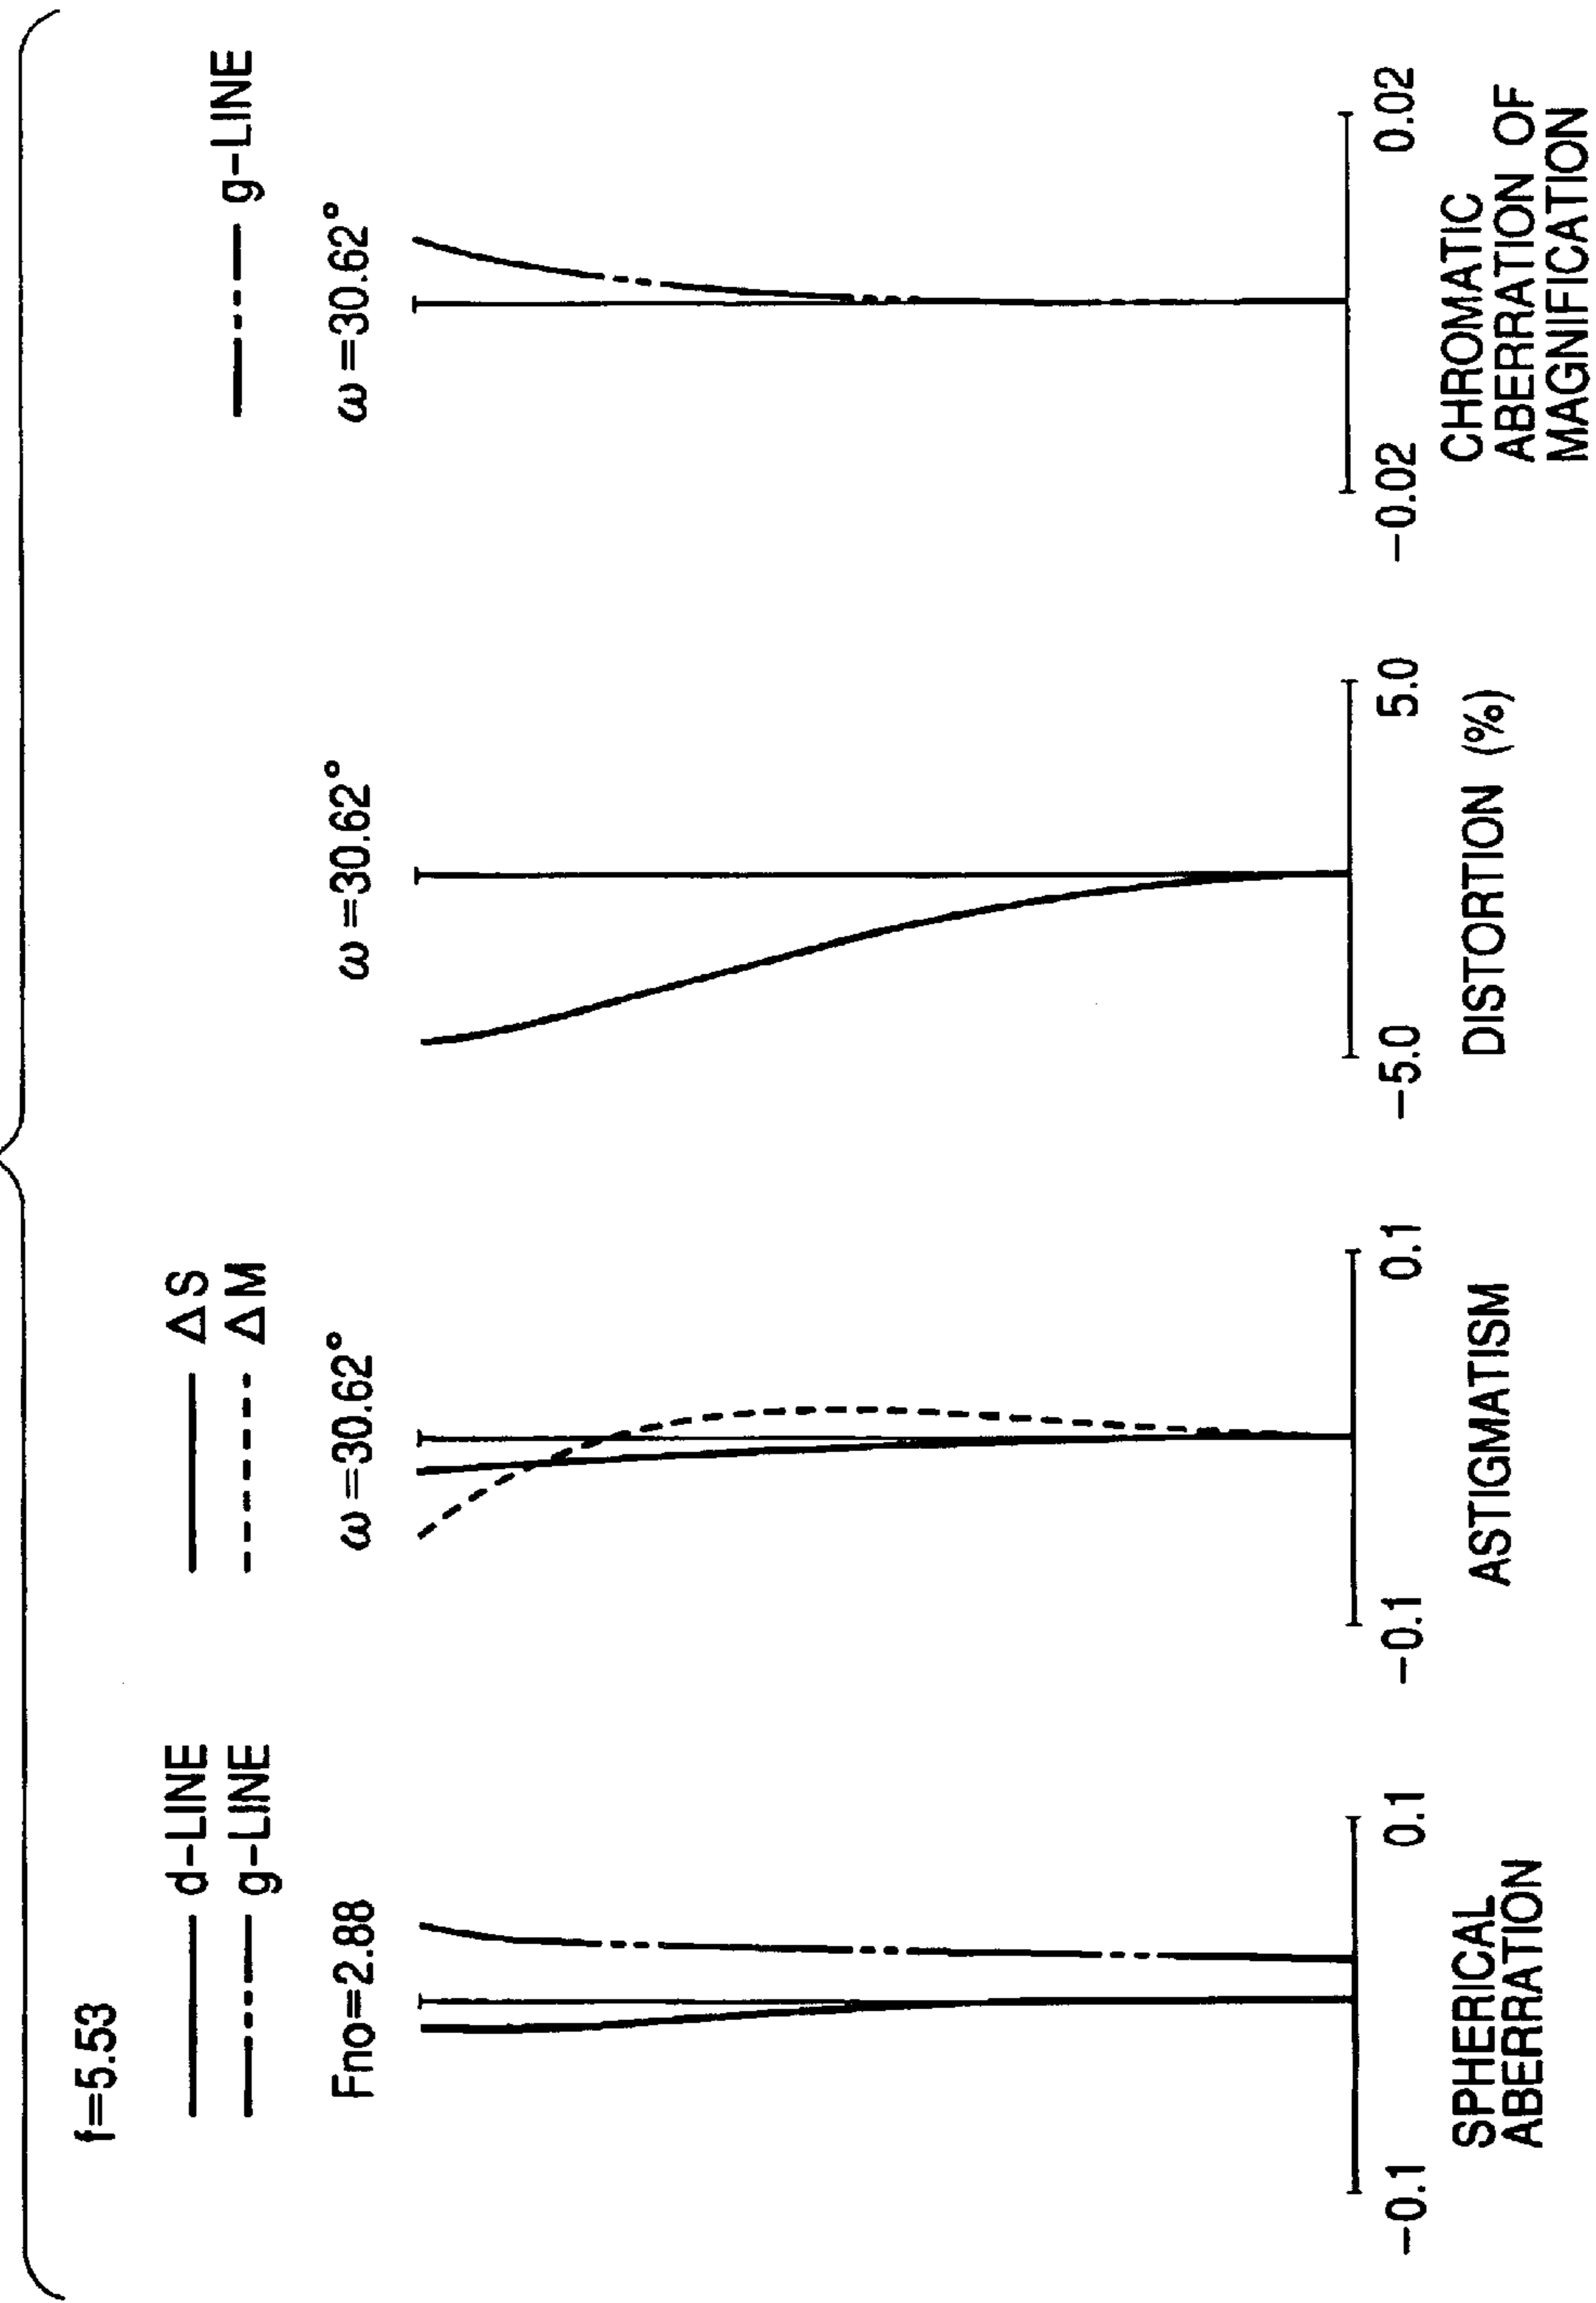 f=5.53
d-LINE
g-LINE
Fno=2.88
-0.1
0.1
SPHERICAL
ABERRATION
ΔS
ΔM
ω=30.62°
-0.1
0.1
ASTIGMATISM
ω=30.62°
-5.0
5.0
DISTORTION (%)
g-LINE
ω=30.62°
-0.02
0.02
CHROMATIC
ABERRATION OF
MAGNIFICATION